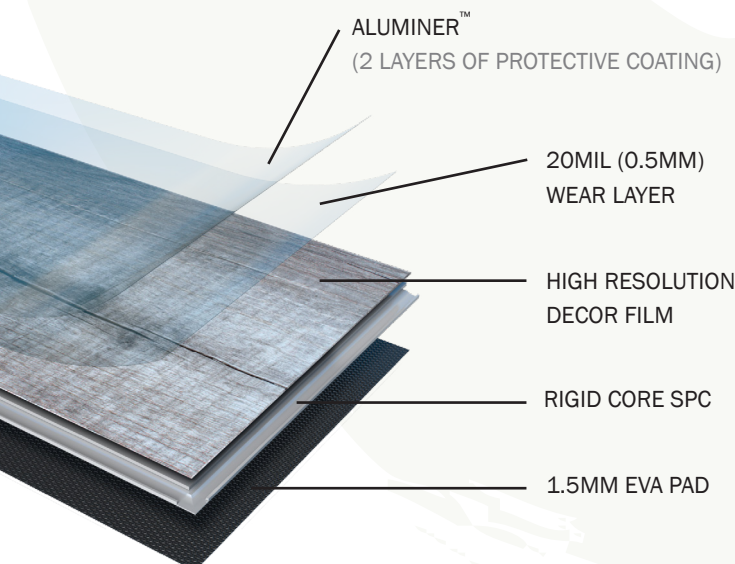 ALUMINER™
(2 LAYERS OF PROTECTIVE COATING)
20MIL (0.5MM)
WEAR LAYER
HIGH RESOLUTION
DECOR FILM
RIGID CORE SPC
1.5MM EVA PAD